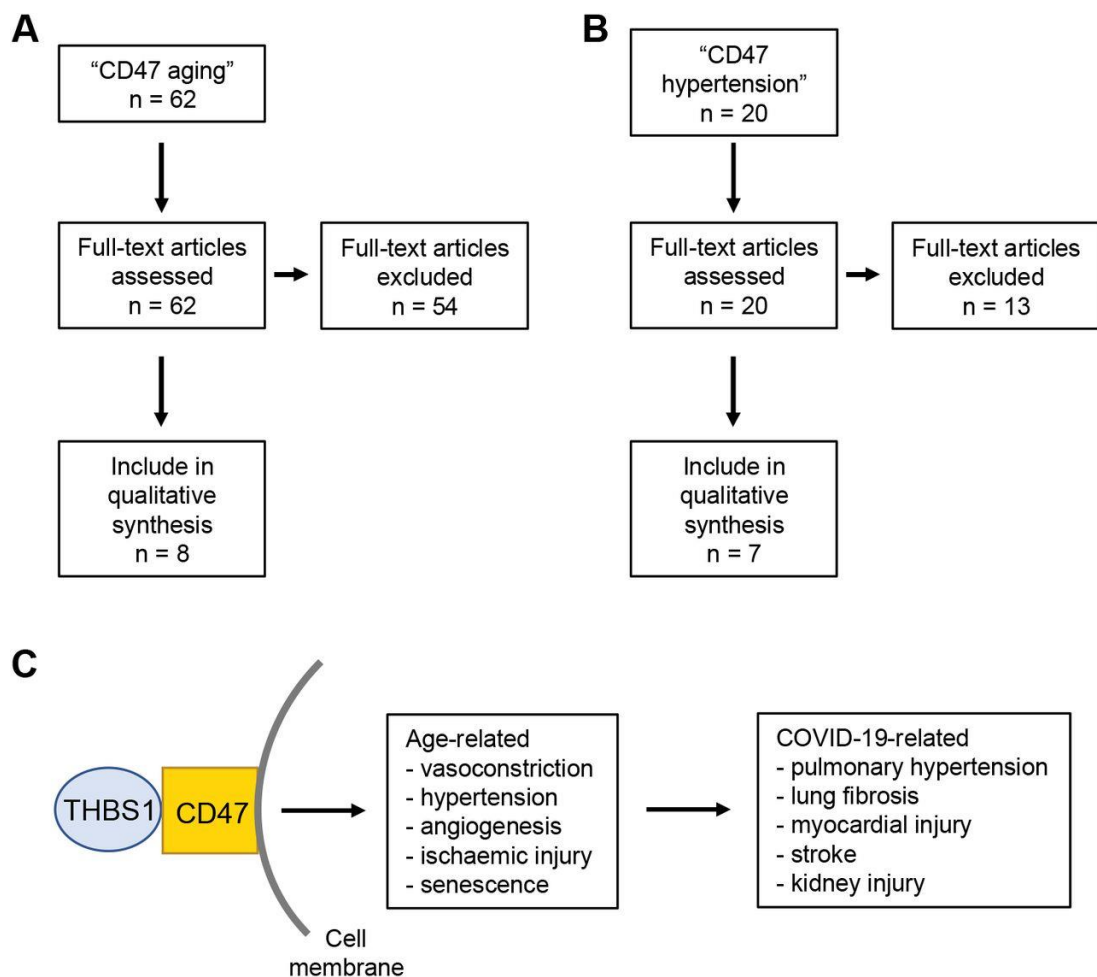 A
“CD47 aging”
n = 62
Full-text articles
assessed
n = 62
Full-text articles
excluded
n = 54
Include in
qualitative
synthesis
n = 8
B
“CD47
hypertension”
n = 20
Full-text articles
assessed
n = 20
Full-text articles
excluded
n = 13
Include in
qualitative
synthesis
n = 7
C
THBS1
CD47
Cell
membrane
Age-related
- vasoconstriction
- hypertension
- angiogenesis
- ischaemic injury
- senescence
COVID-19-related
- pulmonary hypertension
- lung fibrosis
- myocardial injury
- stroke
- kidney injury